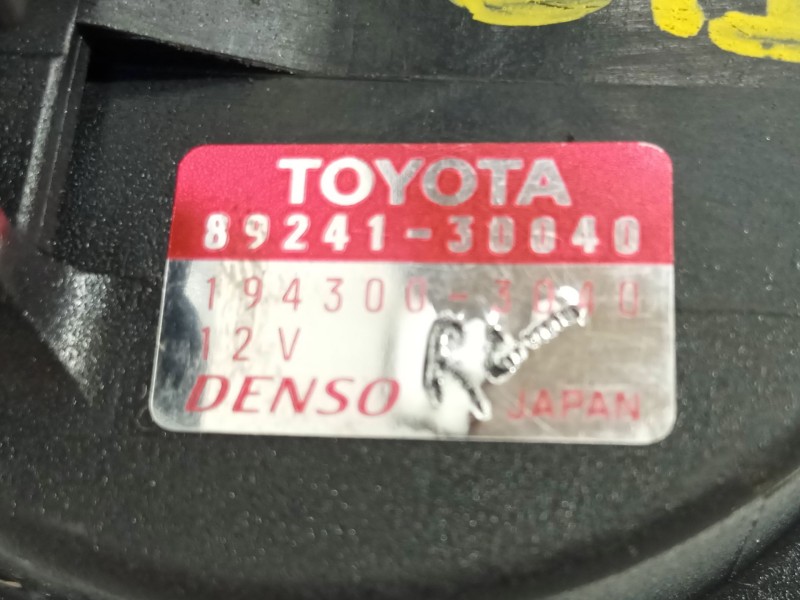 TOYOTA
89241-30040
194300-3040
12V
DENSO
JAPAN